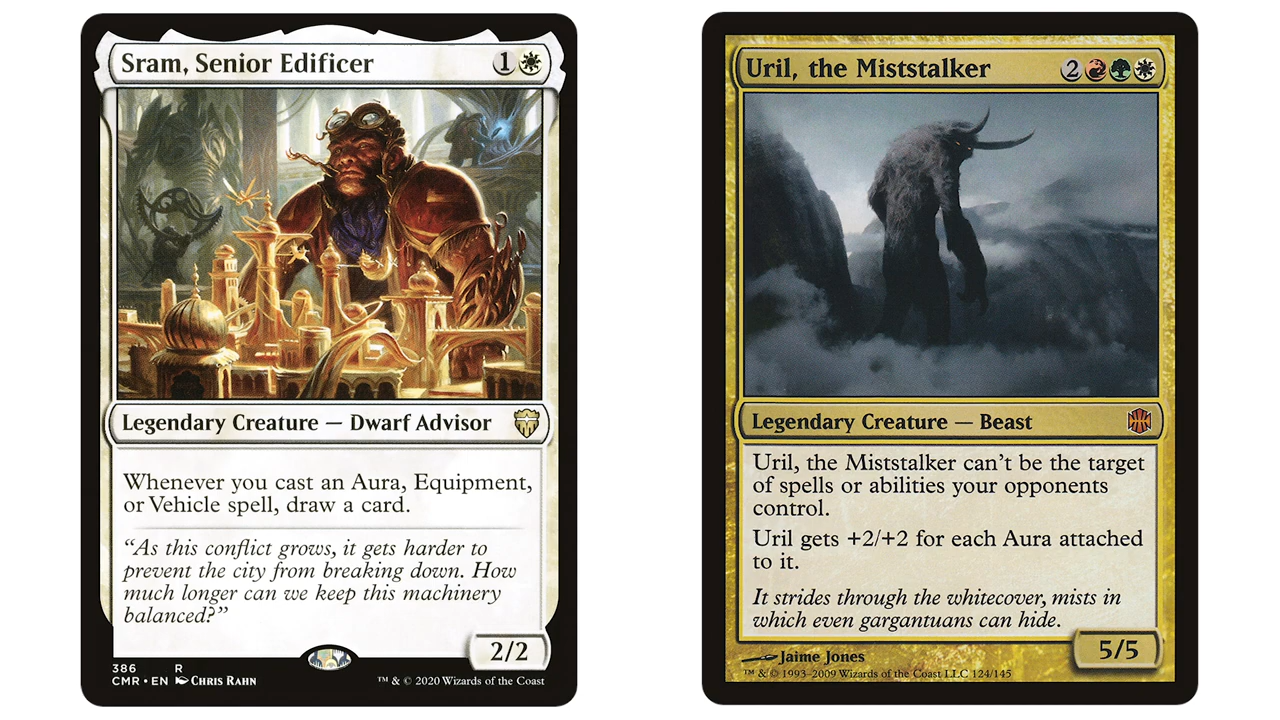 Sram, Senior Edificer 1
Legendary Creature — Dwarf Advisor
Whenever you cast an Aura, Equipment,
or Vehicle spell, draw a card.
“As this conflict grows, it gets harder to
prevent the city from breaking down. How
much longer can we keep this machinery
balanced?”
2/2
386 R
CMR • EN Chris Rahn
™ & © 2020 Wizards of the Coast
Uril, the Miststalker 2
Legendary Creature — Beast
Uril, the Miststalker can't be the target
of spells or abilities your opponents
control.
Uril gets +2/+2 for each Aura attached
to it.
It strides through the whitecover, mists in
which even gargantuans can hide.
5/5
Jaime Jones
™ & © 1993–2009 Wizards of the Coast LLC 124/145